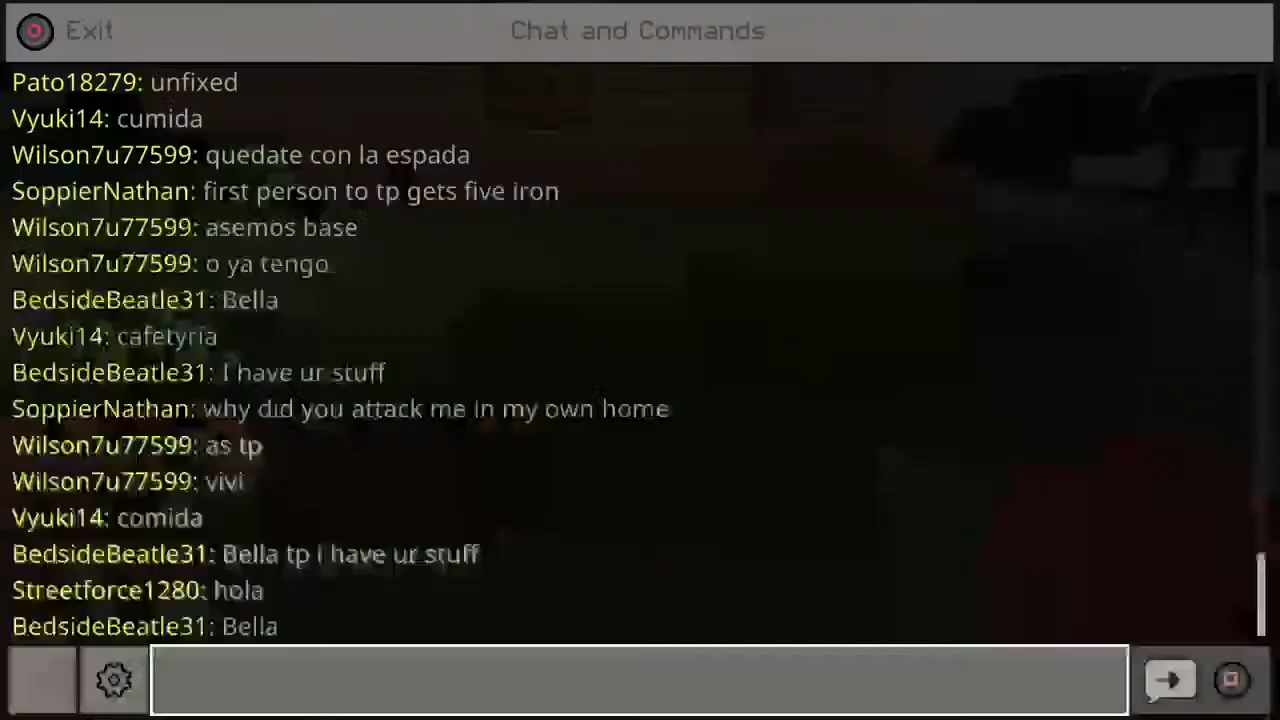 Exit
Chat and Commands
Pato18279: unfixed
Vyuki14: cumida
Wilson7u77599: quedate con la espada
SoppierNathan: first person to tp gets five iron
Wilson7u77599: asemos base
Wilson7u77599: o ya tengo
BedsideBeatle31: Bella
Vyuki14: cafetyria
BedsideBeatle31: I have ur stuff
SoppierNathan: why did you attack me in my own home
Wilson7u77599: as tp
Wilson7u77599: vivi
Vyuki14: comida
BedsideBeatle31: Bella tp I have ur stuff
Streetforce1280: hola
BedsideBeatle31: Bella